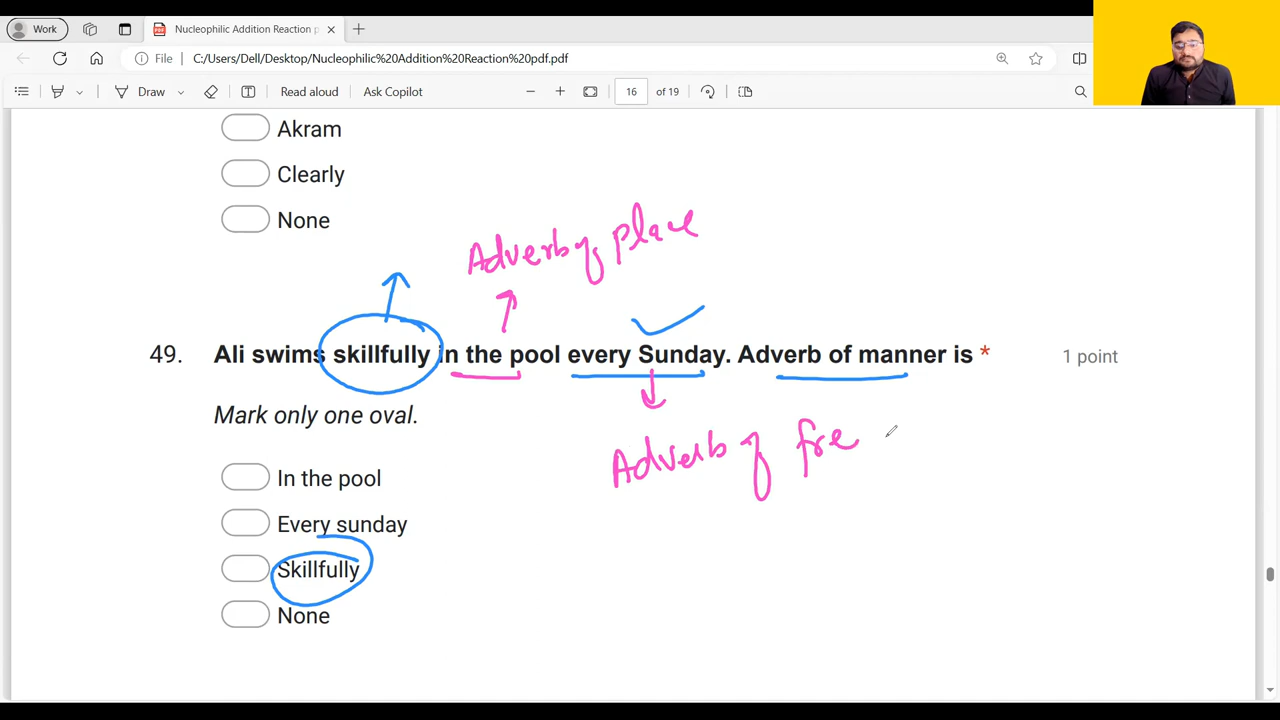 Work
Nucleophilic Addition Reaction p
File C:/Users/Dell/Desktop/Nucleophilic%20Addition%20Reaction%20pdf.pdf
Draw
Read aloud
Ask Copilot
16 of 19
Akram
Clearly
None
Adverb of place
49. Ali swims skillfully in the pool every Sunday. Adverb of manner is * 1 point
Mark only one oval.
Adverb of fre
In the pool
Every sunday
Skillfully
None